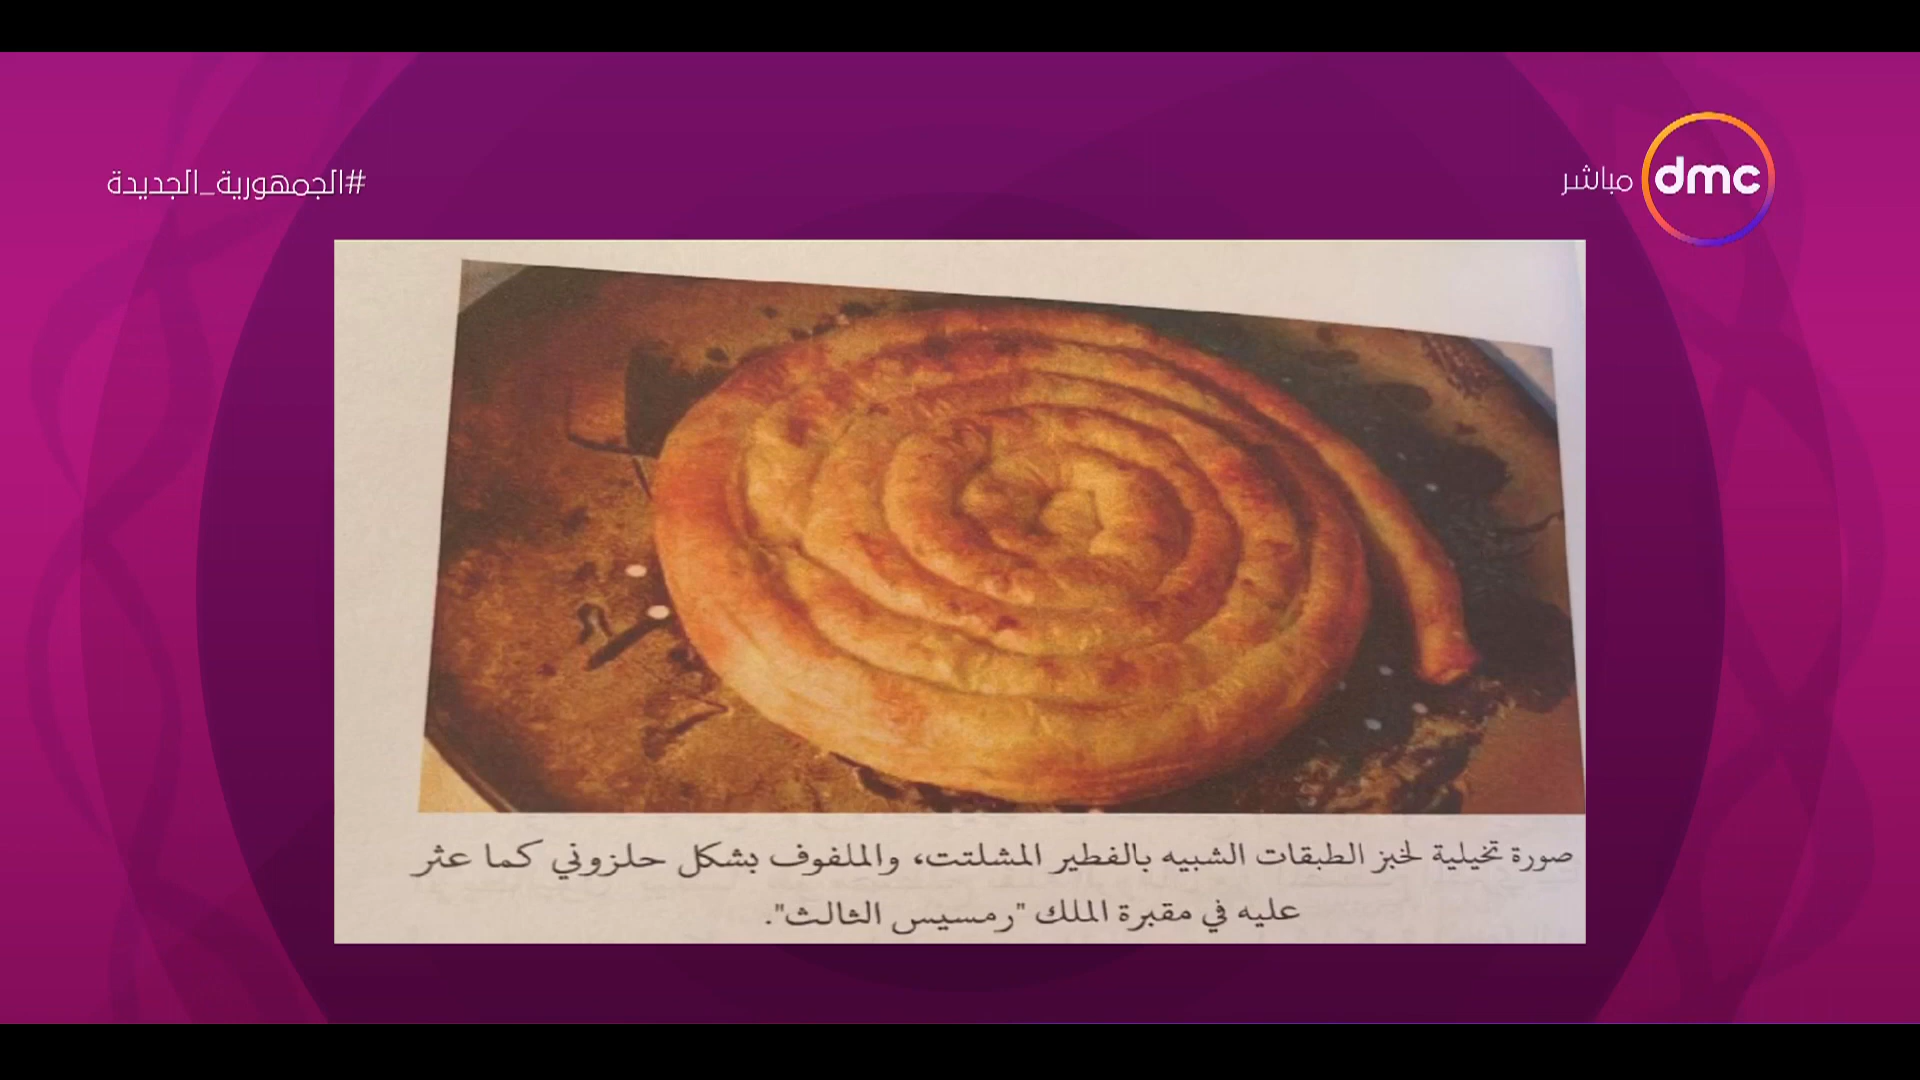 #الجمهورية_الجديدة
مباشر dmc
صورة تخيلية لخبز الطبقات الشبيه بالفطير المشلتت، والملفوف بشكل حلزوني كما عثر
عليه في مقبرة الملك "رمسيس الثالث".